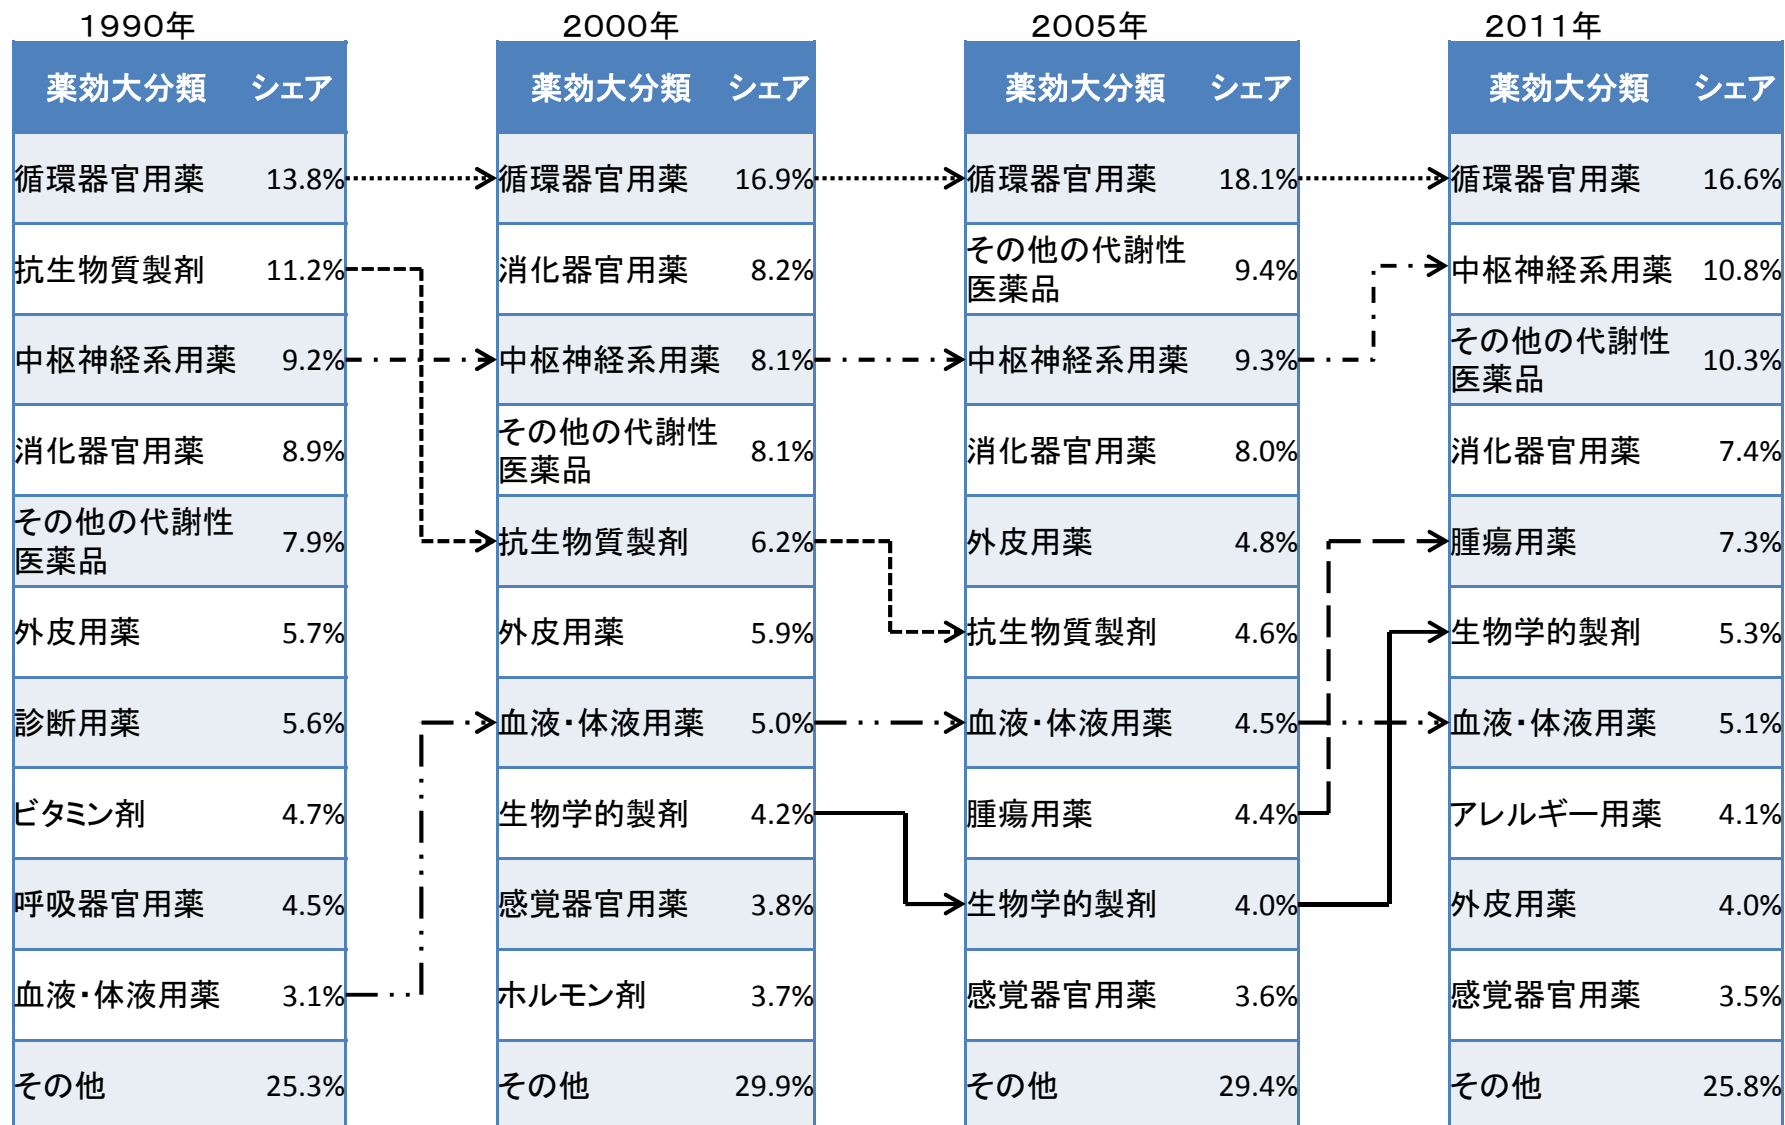 1990年 2000年 2005年 2011年
薬効大分類 シェア 薬効大分類 シェア 薬効大分類 シェア 薬効大分類 シェア
循環器官用薬 13.8% 循環器官用薬 16.9% 循環器官用薬 18.1% 循環器官用薬 16.6%
抗生物質製剤 11.2% 消化器官用薬 8.2% その他の代謝性医薬品 9.4% 中枢神経系用薬 10.8%
中枢神経系用薬 9.2% 中枢神経系用薬 8.1% 中枢神経系用薬 9.3% その他の代謝性医薬品 10.3%
消化器官用薬 8.9% その他の代謝性医薬品 8.1% 消化器官用薬 8.0% 消化器官用薬 7.4%
その他の代謝性医薬品 7.9% 抗生物質製剤 6.2% 外皮用薬 4.8% 腫瘍用薬 7.3%
外皮用薬 5.7% 外皮用薬 5.9% 抗生物質製剤 4.6% 生物学的製剤 5.3%
診断用薬 5.6% 血液・体液用薬 5.0% 血液・体液用薬 4.5% 血液・体液用薬 5.1%
ビタミン剤 4.7% 生物学的製剤 4.2% 腫瘍用薬 4.4% アレルギー用薬 4.1%
呼吸器官用薬 4.5% 感覚器官用薬 3.8% 生物学的製剤 4.0% 外皮用薬 4.0%
血液・体液用薬 3.1% ホルモン剤 3.7% 感覚器官用薬 3.6% 感覚器官用薬 3.5%
その他 25.3% その他 29.9% その他 29.4% その他 25.8%